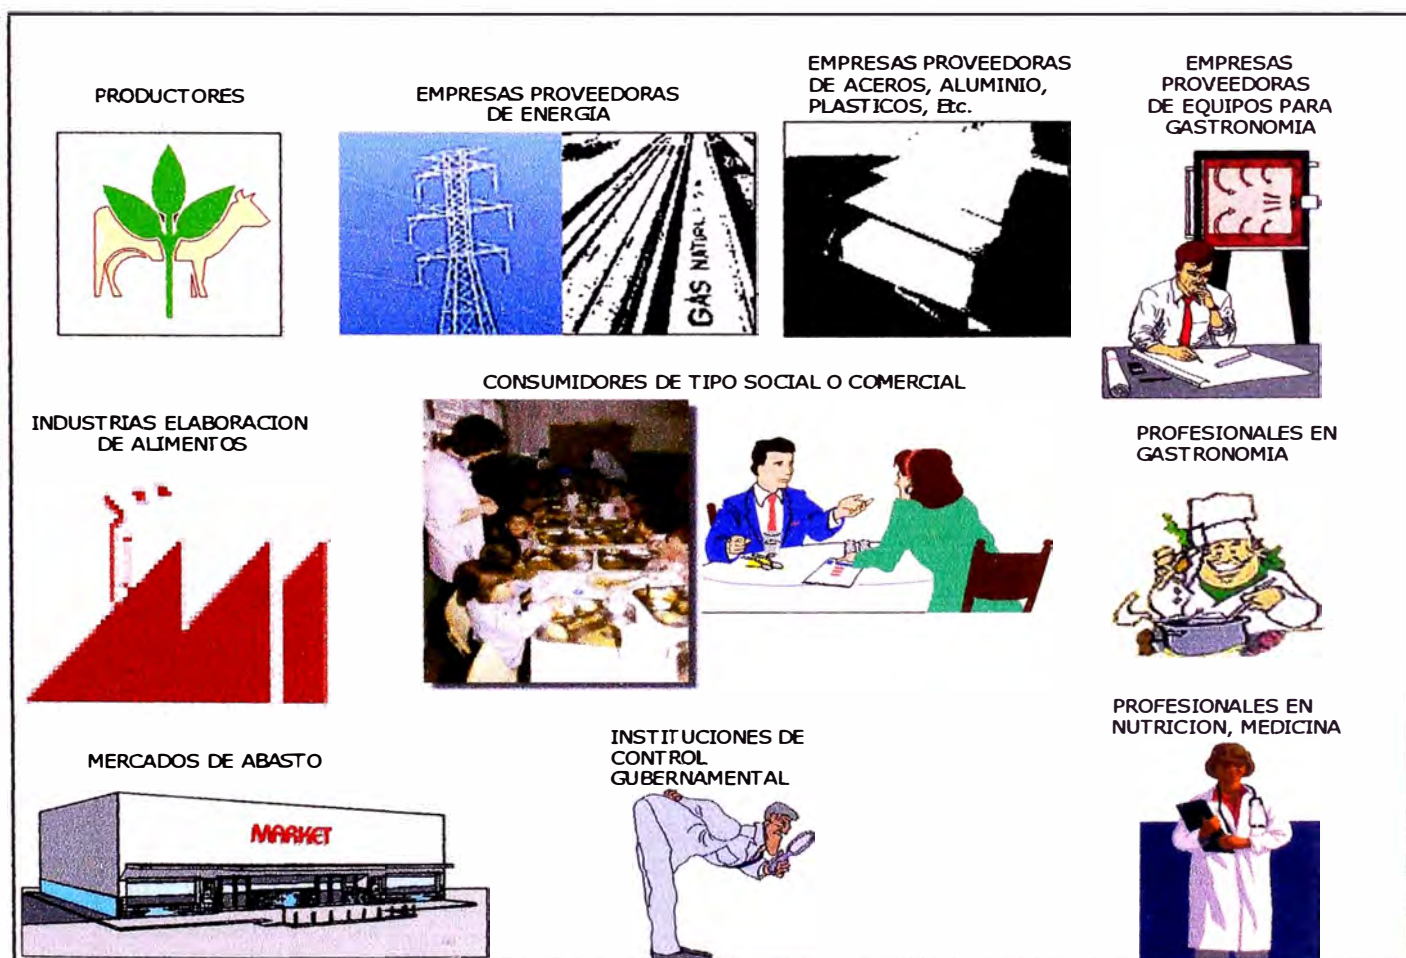 PRODUCTORES
EMPRESAS PROVEEDORAS
DE ENERGIA
EMPRESAS PROVEEDORAS
DE ACEROS, ALUMINIO,
PLASTICOS, Etc.
EMPRESAS
PROVEEDORAS
DE EQUIPOS PARA
GASTRONOMIA
GAS NATURAL
CONSUMIDORES DE TIPO SOCIAL O COMERCIAL
INDUSTRIAS ELABORACION
DE ALIMENTOS
PROFESIONALES EN
GASTRONOMIA
PROFESIONALES EN
NUTRICION, MEDICINA
INSTITUCIONES DE
CONTROL
GUBERNAMENTAL
MERCADOS DE ABASTO
MARKET